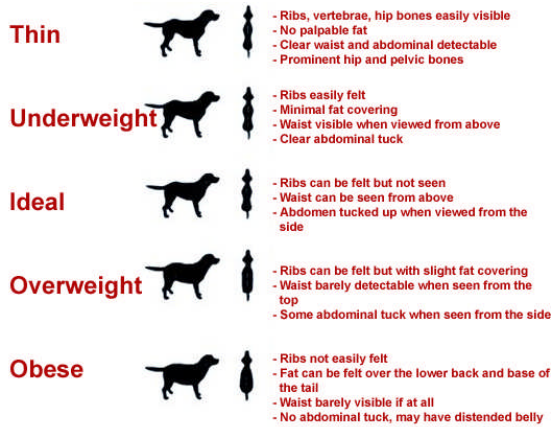 Thin
- Ribs, vertebrae, hip bones easily visible
- No palpable fat
- Clear waist and abdominal detectable
- Prominent hip and pelvic bones
Underweight
- Ribs easily felt
- Minimal fat covering
- Waist visible when viewed from above
- Clear abdominal tuck
Ideal
- Ribs can be felt but not seen
- Waist can be seen from above
- Abdomen tucked up when viewed from the
side
Overweight
- Ribs can be felt but with slight fat covering
- Waist barely detectable when seen from the
top
- Some abdominal tuck when seen from the side
Obese
- Ribs not easily felt
- Fat can be felt over the lower back and base of
the tail
- Waist barely visible if at all
- No abdominal tuck, may have distended belly